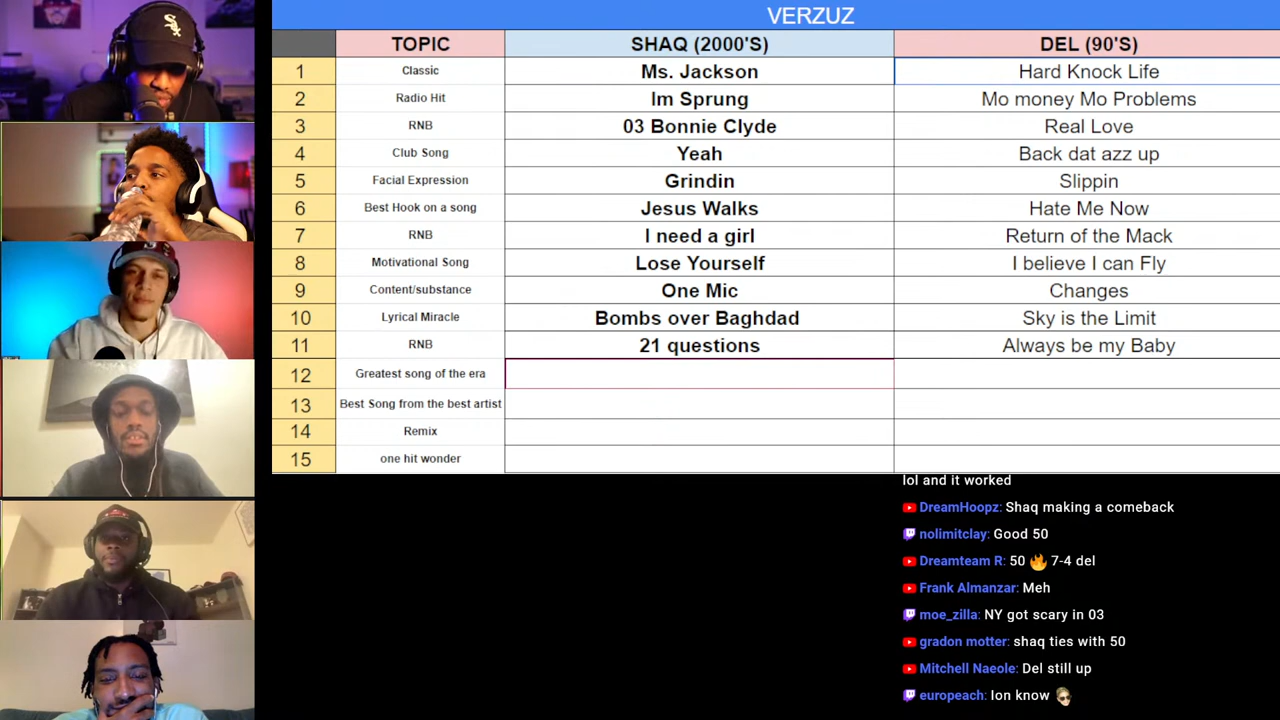 VERZUZ
TOPIC SHAQ (2000'S) DEL (90'S)
1 Classic Ms. Jackson Hard Knock Life
2 Radio Hit Im Sprung Mo money Mo Problems
3 RNB 03 Bonnie Clyde Real Love
4 Club Song Yeah Back dat azz up
5 Facial Expression Grindin Slippin
6 Best Hook on a song Jesus Walks Hate Me Now
7 RNB I need a girl Return of the Mack
8 Motivational Song Lose Yourself I believe I can Fly
9 Content/substance One Mic Changes
10 Lyrical Miracle Bombs over Baghdad Sky is the Limit
11 RNB 21 questions Always be my Baby
12 Greatest song of the era
13 Best Song from the best artist
14 Remix
15 one hit wonder
lol and it worked
DreamHoopz: Shaq making a comeback
nolimitclay: Good 50
Dreamteam R: 50 🔥 7-4 del
Frank Almanzar: Meh
moe_zilla: NY got scary in 03
gradon motter: shaq ties with 50
Mitchell Naeole: Del still up
europeach: Ion know